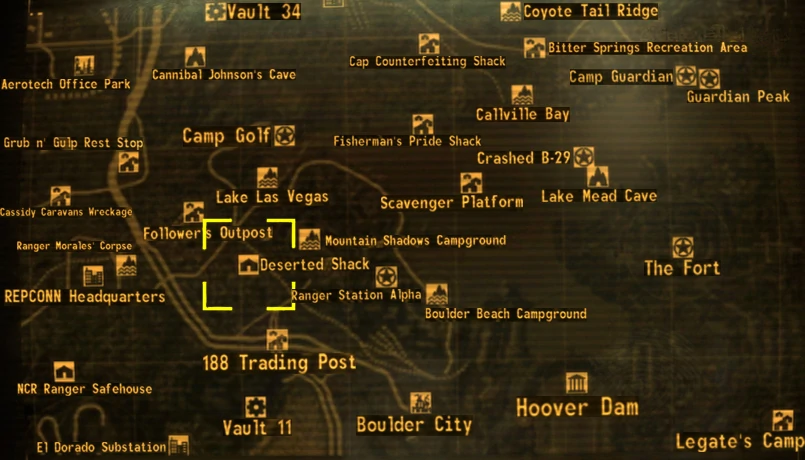 Vault 34
Coyote Tail Ridge
Bitter Springs Recreation Area
Cap Counterfeiting Shack
Cannibal Johnson's Cave
Aerotech Office Park
Camp Guardian
Guardian Peak
Callville Bay
Camp Golf
Fisherman's Pride Shack
Grub n' Gulp Rest Stop
Crashed B-29
Lake Las Vegas
Scavenger Platform
Lake Mead Cave
Cassidy Caravans Wreckage
Followers Outpost
Mountain Shadows Campground
Ranger Morales' Corpse
Deserted Shack
The Fort
REPCONN Headquarters
Ranger Station Alpha
Boulder Beach Campground
188 Trading Post
NCR Ranger Safehouse
Hoover Dam
Vault 11
Boulder City
Legate's Camp
El Dorado Substation